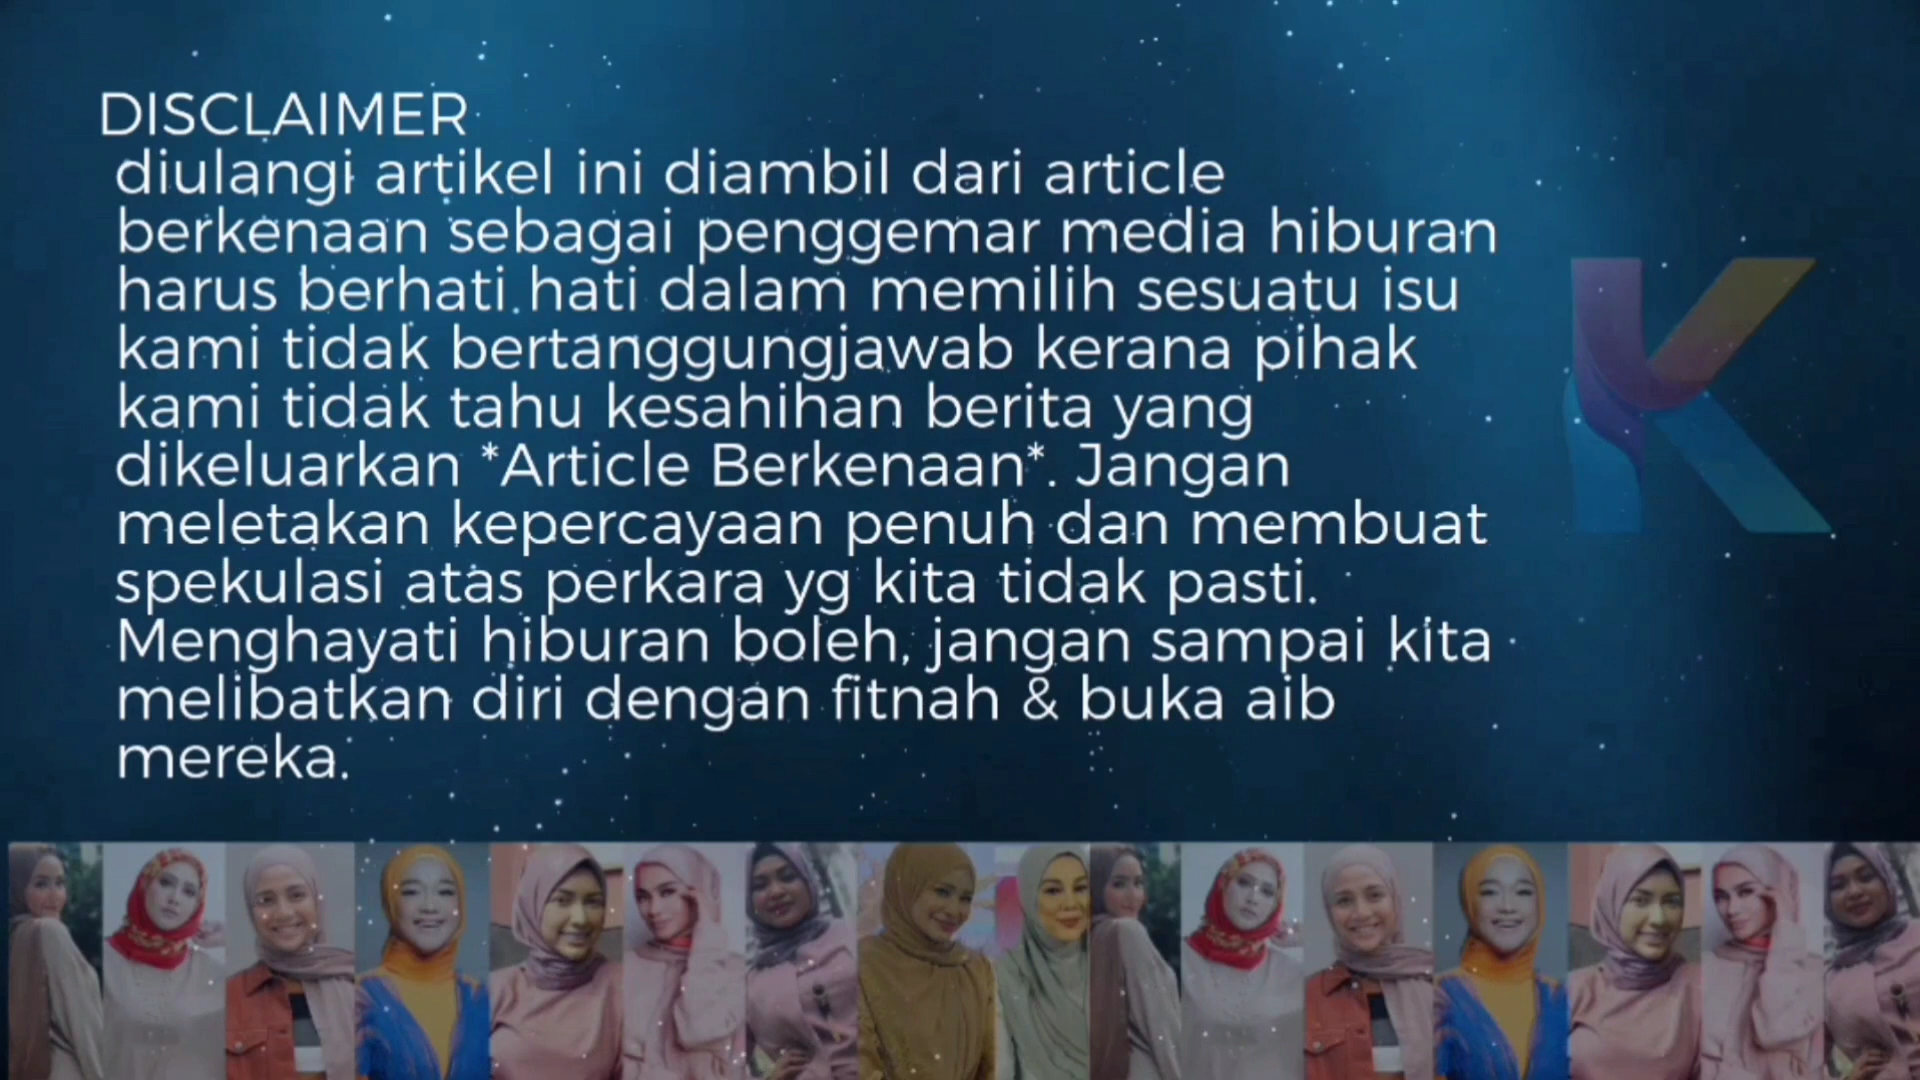 DISCLAIMER
diulangi artikel ini diambil dari article
berkenaan sebagai penggemar media hiburan
harus berhati hati dalam memilih sesuatu isu
kami tidak bertanggungjawab kerana pihak
kami tidak tahu kesahihan berita yang
dikeluarkan *Article Berkenaan*. Jangan
meletakan kepercayaan penuh dan membuat
spekulasi atas perkara yg kita tidak pasti.
Menghayati hiburan boleh, jangan sampai kita
melibatkan diri dengan fitnah & buka aib
mereka.
K